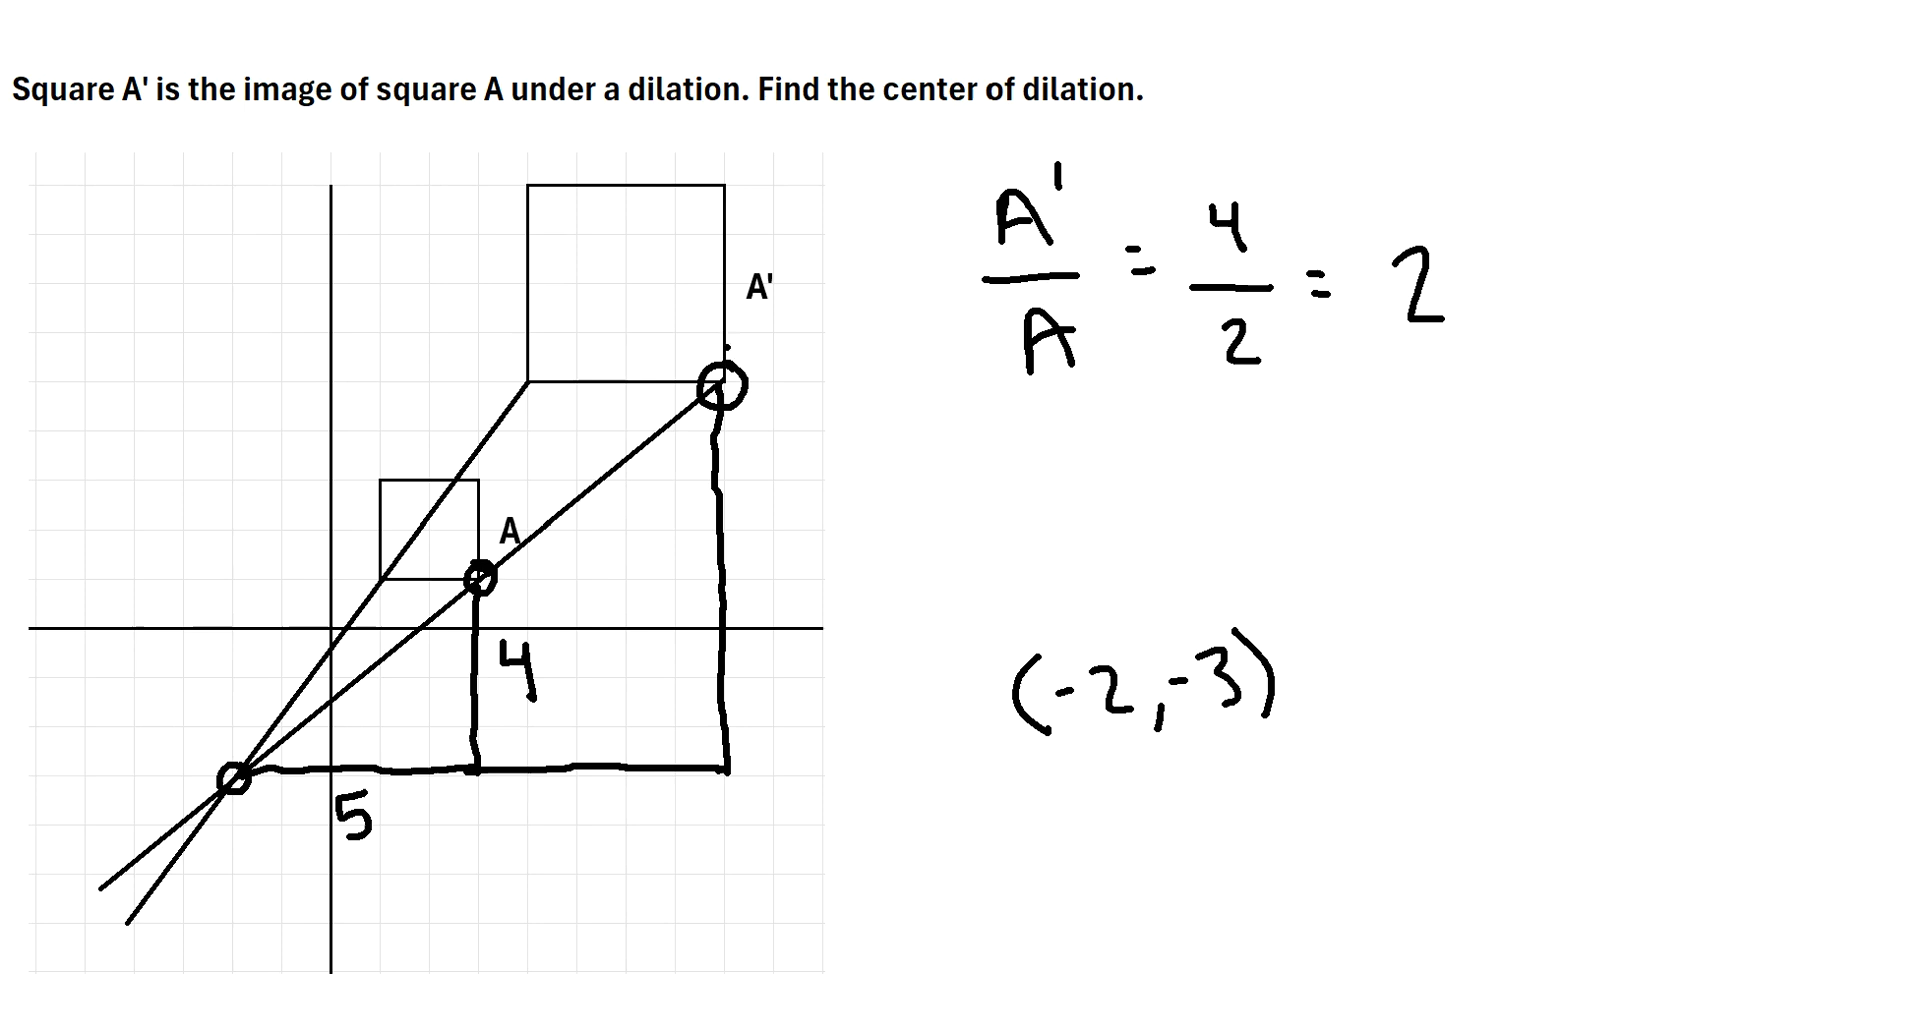 Square A' is the image of square A under a dilation. Find the center of dilation.
A'
A
4
5
A'/A = 4/2 = 2
(-2,-3)